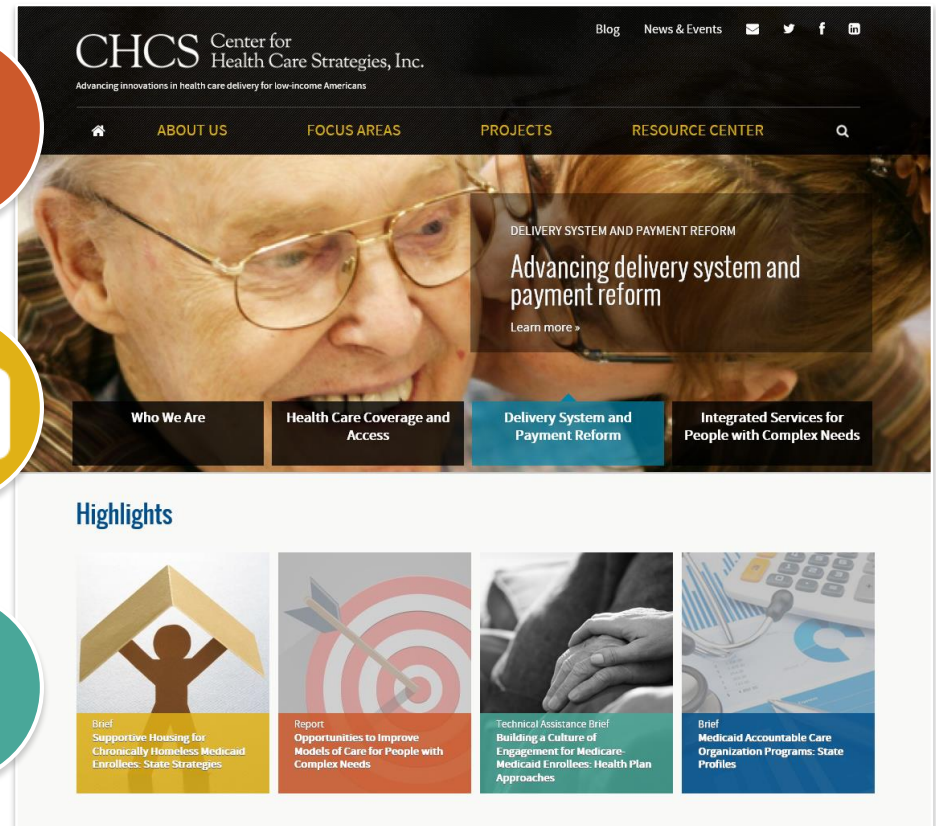 Blog News & Events
CHCS Center for
Health Care Strategies, Inc.
Advancing innovations in health care delivery for low-income Americans
ABOUT US FOCUS AREAS PROJECTS RESOURCE CENTER
DELIVERY SYSTEM AND PAYMENT REFORM
Advancing delivery system and
payment reform
Learn more »
Who We Are
Health Care Coverage and
Access
Delivery System and
Payment Reform
Integrated Services for
People with Complex Needs
Highlights
Brief
Supportive Housing for
Chronically Homeless Medicaid
Enrollees: State Strategies
Report
Opportunities to Improve
Models of Care for People with
Complex Needs
Technical Assistance Brief
Building a Culture of
Engagement for Medicare-
Medicaid Enrollees: Health Plan
Approaches
Brief
Medicaid Accountable Care
Organization Programs: State
Profiles